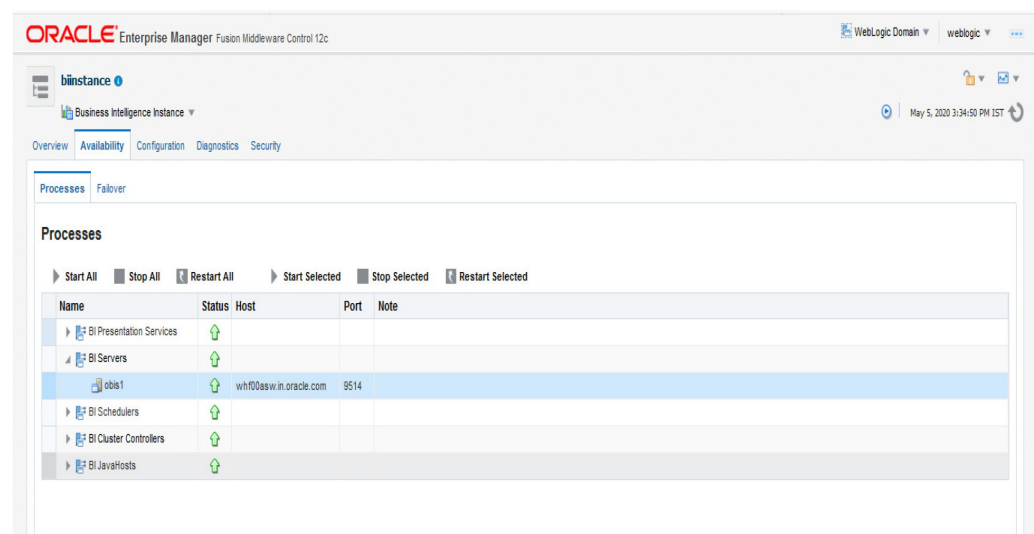 ORACLE Enterprise Manager Fusion Middleware Control 12c
WebLogic Domain weblogic
biinstance
Business Intelligence Instance
May 5, 2020 3:34:50 PM IST
Overview Availability Configuration Diagnostics Security
Processes Failover
Processes
Start All Stop All Restart All Start Selected Stop Selected Restart Selected
Name Status Host Port Note
BI Presentation Services
BI Servers
obis1 whf00asw.in.oracle.com 9514
BI Schedulers
BI Cluster Controllers
BI JavaHosts